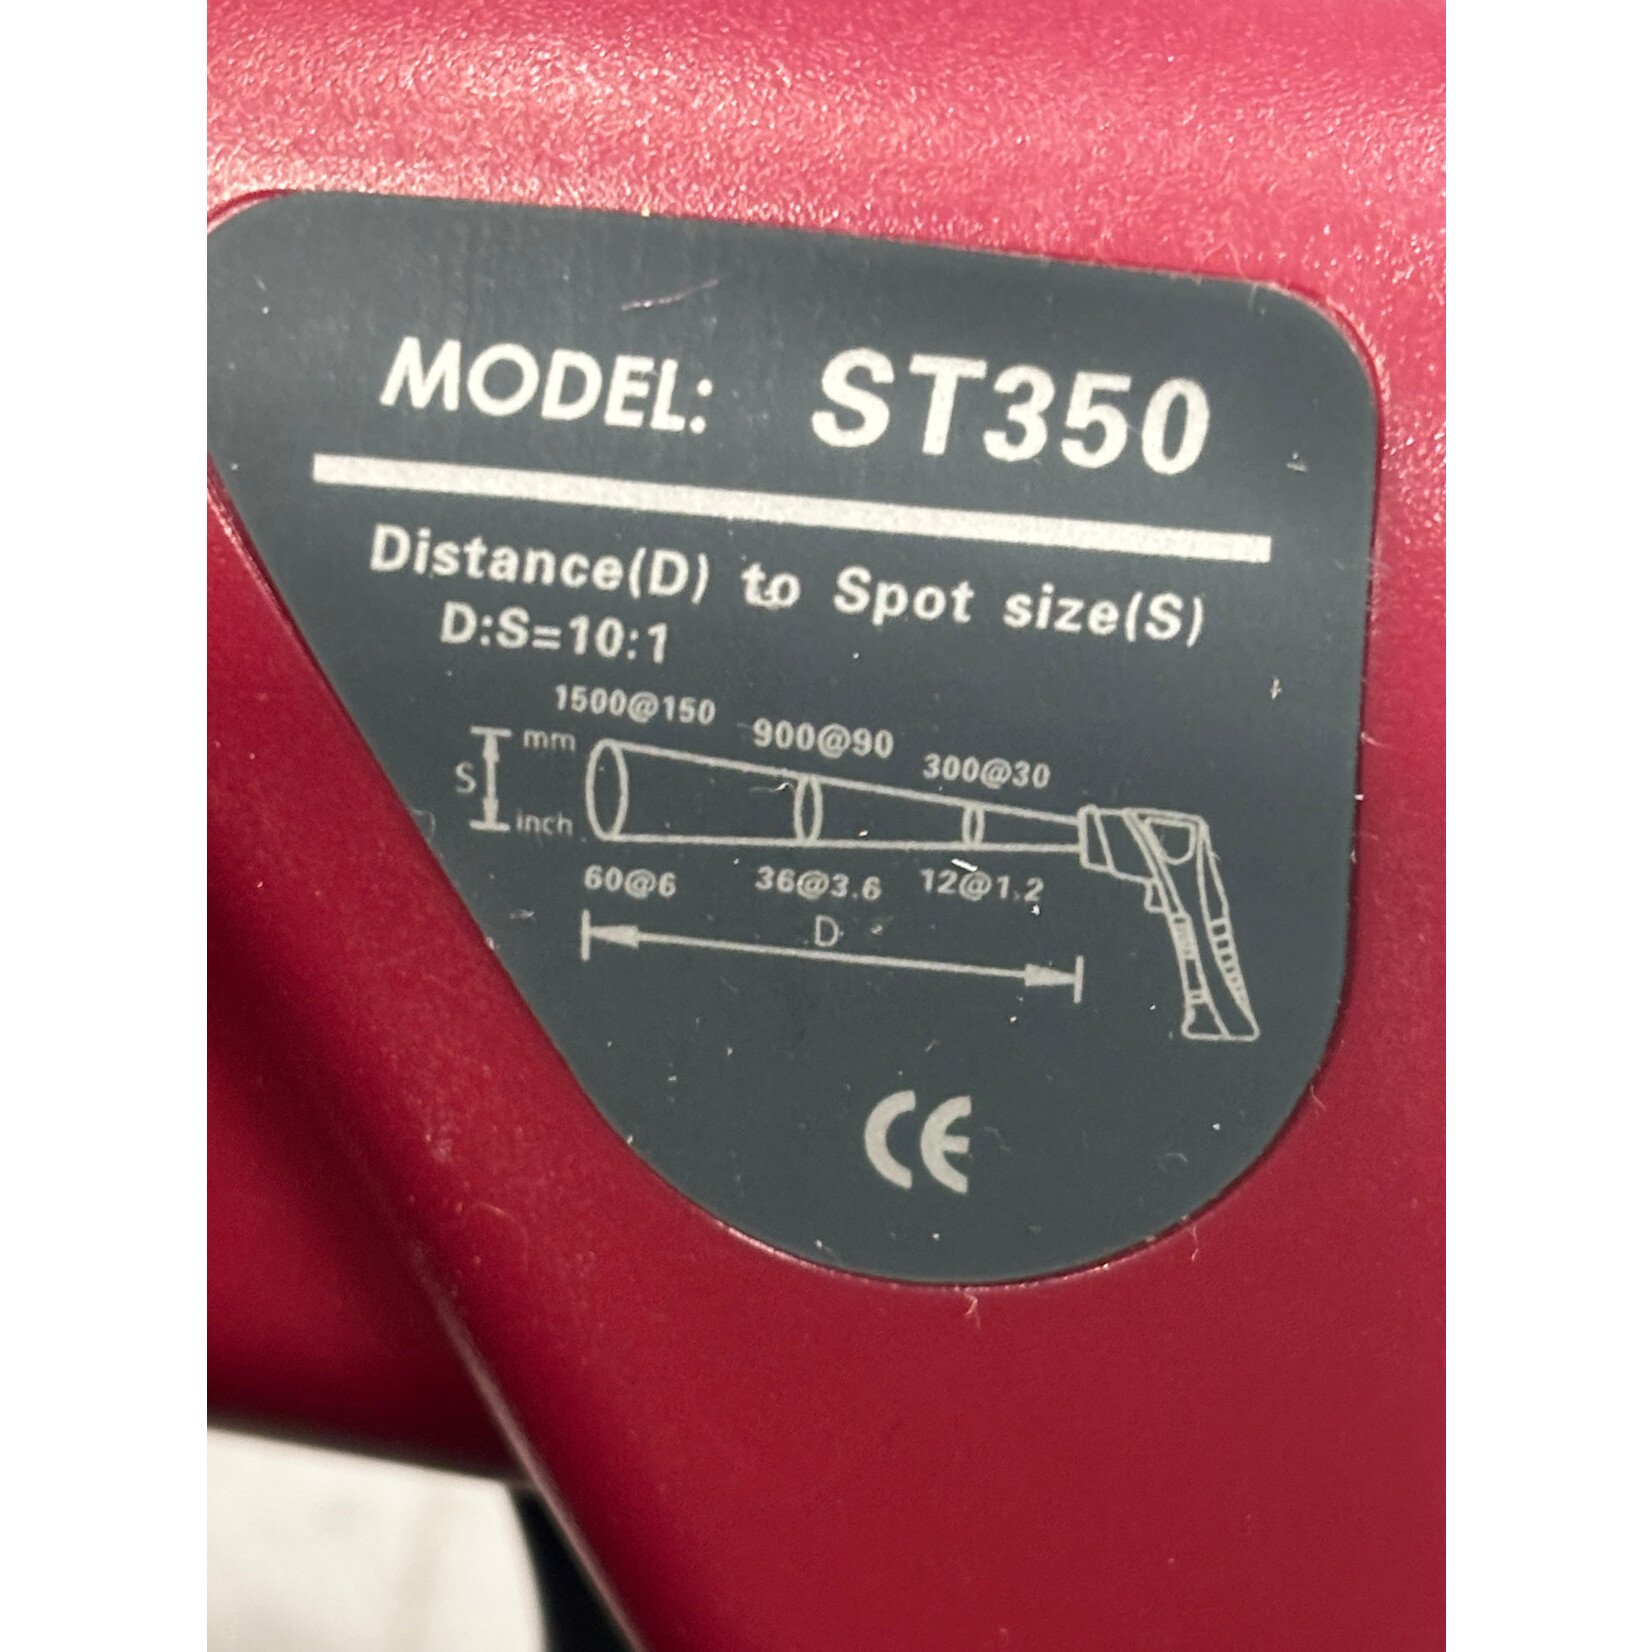 MODEL: ST350
Distance(D) to Spot size(S)
D:S=10:1
1500@150 900@90 300@30
mm
S
inch
60@6 36@3.6 12@1.2
D
CE